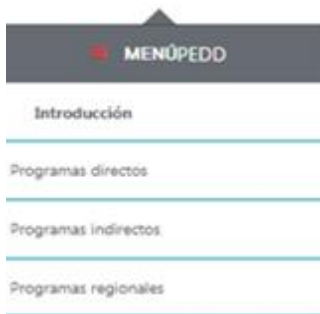 MENÚPEDD
Introducción
Programas directos
Programas indirectos
Programas regionales